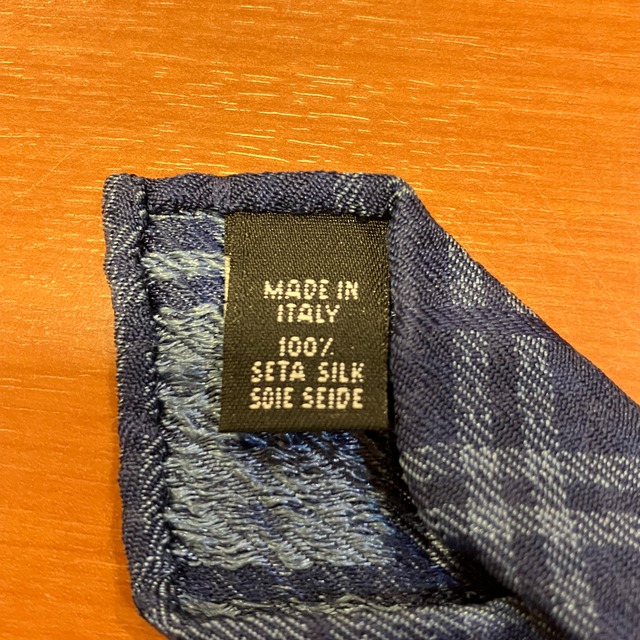 MADE IN
ITALY
100%
SETA SILK
SOIE SEIDE